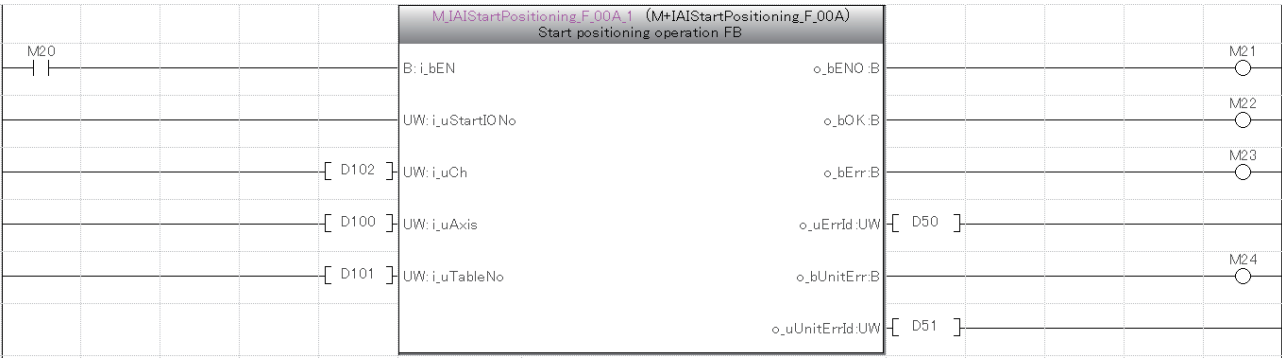 M_IAIStartPositioning_F_00A_1 (M+IAIStartPositioning_F_00A)
Start positioning operation FB
M20
B: i_bEN
o_bENO :B
M21
UW: i_uStartIONo
o_bOK :B
M22
D102
UW: i_uCh
o_bErr:B
M23
D100
UW: i_uAxis
o_uErrId :UW
D50
D101
UW: i_uTableNo
o_bUnitErr:B
M24
o_uUnitErrId:UW
D51